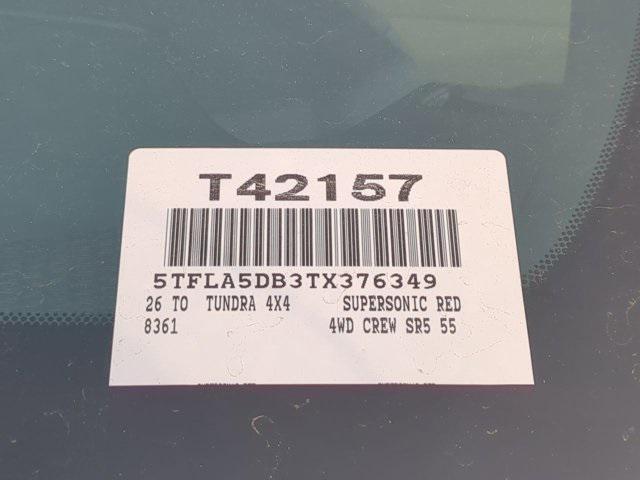 T42157
5TFLA5DB3TX376349
26 TO TUNDRA 4X4 SUPERSONIC RED
8361 4WD CREW SR5 55